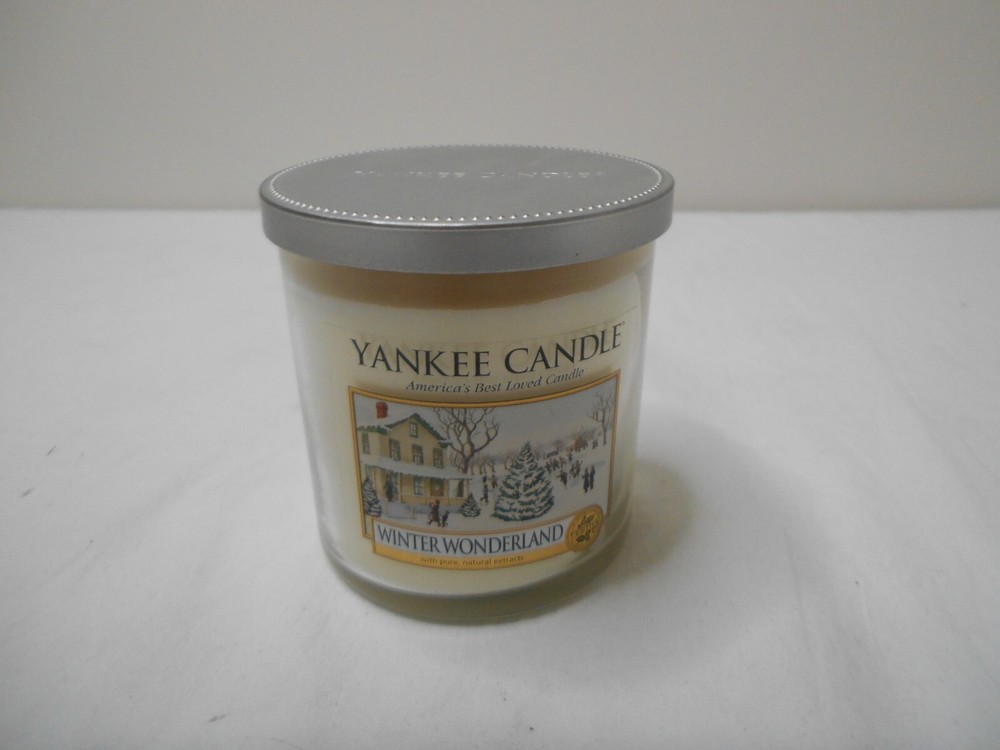 YANKEE CANDLE®
America's Best Loved Candle
WINTER WONDERLAND
with pure, natural extracts